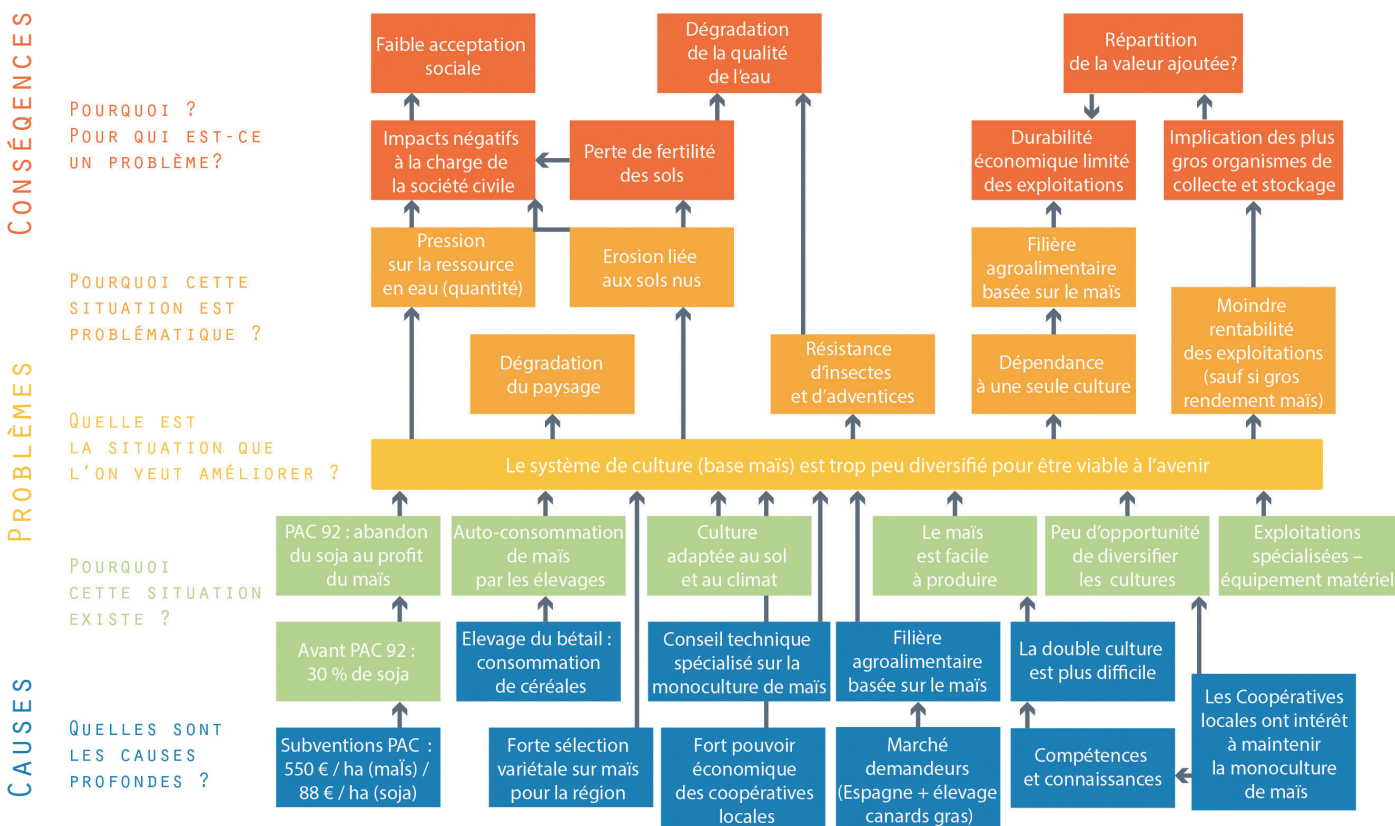 CONSÉQENCES
POURQUOI ?
POUR QUI EST-CE
UN PROBLÈME?
Faible acceptation
sociale
Dégradation
de la qualité
de l'eau
Répartition
de la valeur ajoutée?
Impacts négatifs
à la charge de
la société civile
Perte de fertilité
des sols
Durabilité
économique limité
des exploitations
Implication des plus
gros organismes de
collecte et stockage
PROBLÈMES
POURQUOI CETTE
SITUATION EST
PROBLÉMATIQUE ?
Pression
sur la ressource
en eau (quantité)
Erosion liée
aux sols nus
Filière
agroalimentaire
basée sur le maïs
Moindre
rentabilité
des exploitations
(sauf si gros
rendement maïs)
Dégradation
du paysage
Résistance
d'insectes
et d'adventices
Dépendance
à une seule culture
QUELLE EST
LA SITUATION QUE
L'ON VEUT AMÉLIORER ?
Le système de culture (base maïs) est trop peu diversifié pour être viable à l'avenir
POURQUOI
CETTE SITUATION
EXISTE ?
PAC 92 : abandon
du soja au profit
du maïs
Auto-consommation
de maïs
par les élevages
Culture
adaptée au sol
et au climat
Le maïs
est facile
à produire
Peu d'opportunité
de diversifier
les cultures
Exploitations
spécialisées –
équipement matériel
CAUSES
QUELLES SONT
LES CAUSES
PROFONDES ?
Avant PAC 92 :
30 % de soja
Elevage du bétail :
consommation
de céréales
Conseil technique
spécialisé sur la
monoculture de maïs
Filière
agroalimentaire
basée sur le maïs
La double culture
est plus difficile
Les Coopératives
locales ont intérêt
à maintenir
la monoculture
de maïs
Subventions PAC :
550 € / ha (maÏs) /
88 € / ha (soja)
Forte sélection
variétale sur maïs
pour la région
Fort pouvoir
économique
des coopératives
locales
Marché
demandeurs
(Espagne + élevage
canards gras)
Compétences
et connaissances